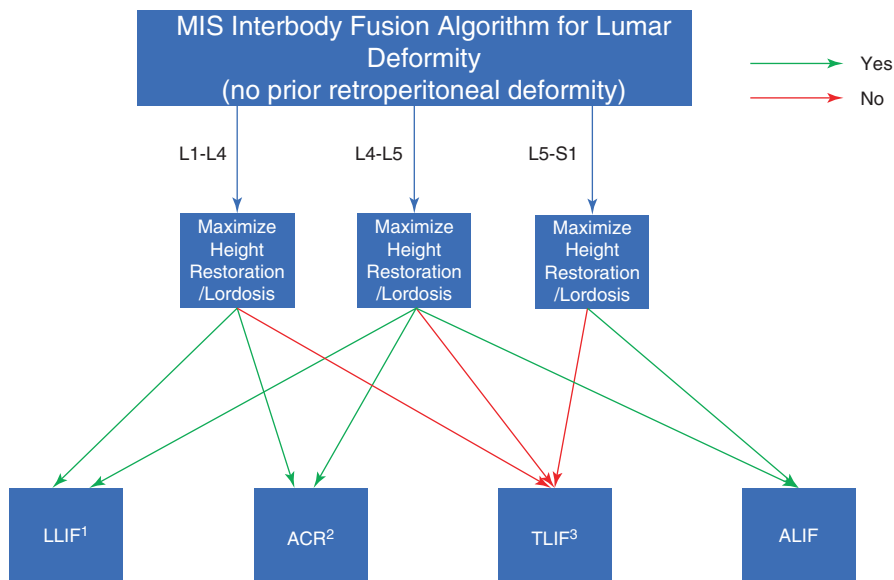 MIS Interbody Fusion Algorithm for Lumar
Deformity
(no prior retroperitoneal deformity)
Yes
No
L1-L4
L4-L5
L5-S1
Maximize
Height
Restoration
/Lordosis
Maximize
Height
Restoration
/Lordosis
Maximize
Height
Restoration
/Lordosis
LLIF¹
ACR²
TLIF³
ALIF